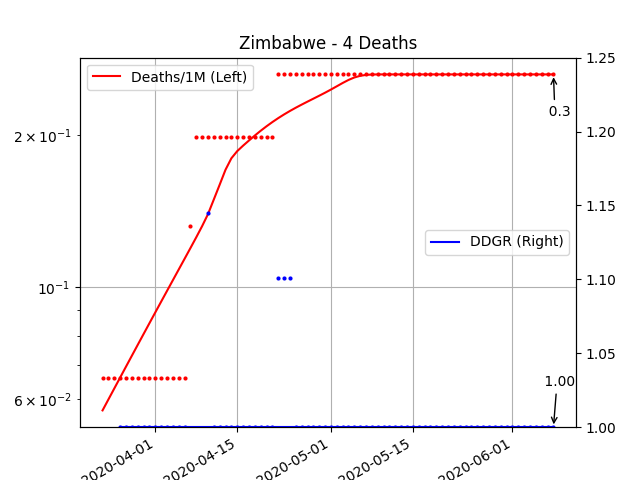 Zimbabwe - 4 Deaths
Deaths/1M (Left)
DDGR (Right)
0.3
1.00
2 × 10⁻¹
10⁻¹
6 × 10⁻²
1.25
1.20
1.15
1.10
1.05
1.00
2020-04-01
2020-04-15
2020-05-01
2020-05-15
2020-06-01